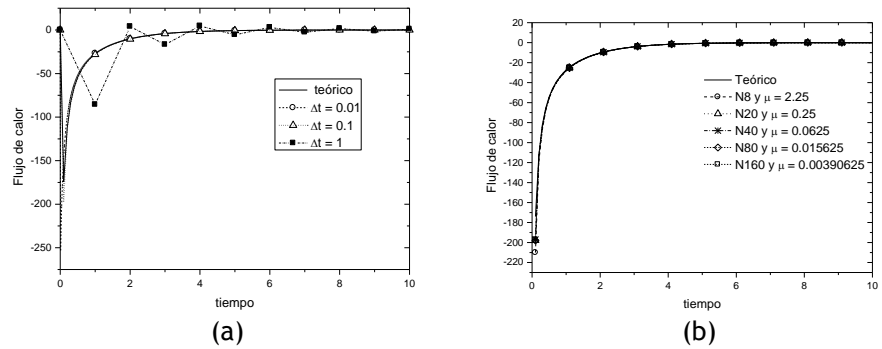 0
-50
-100
-150
-200
-250
Flujo de calor
teórico
Δt = 0.01
Δt = 0.1
Δt = 1
0 2 4 6 8 10
tiempo
(a)
20
0
-20
-40
-60
-80
-100
-120
-140
-160
-180
-200
-220
Flujo de calor
Teórico
N8 y μ = 2.25
N20 y μ = 0.25
N40 y μ = 0.0625
N80 y μ = 0.015625
N160 y μ = 0.00390625
0 2 4 6 8 10
tiempo
(b)